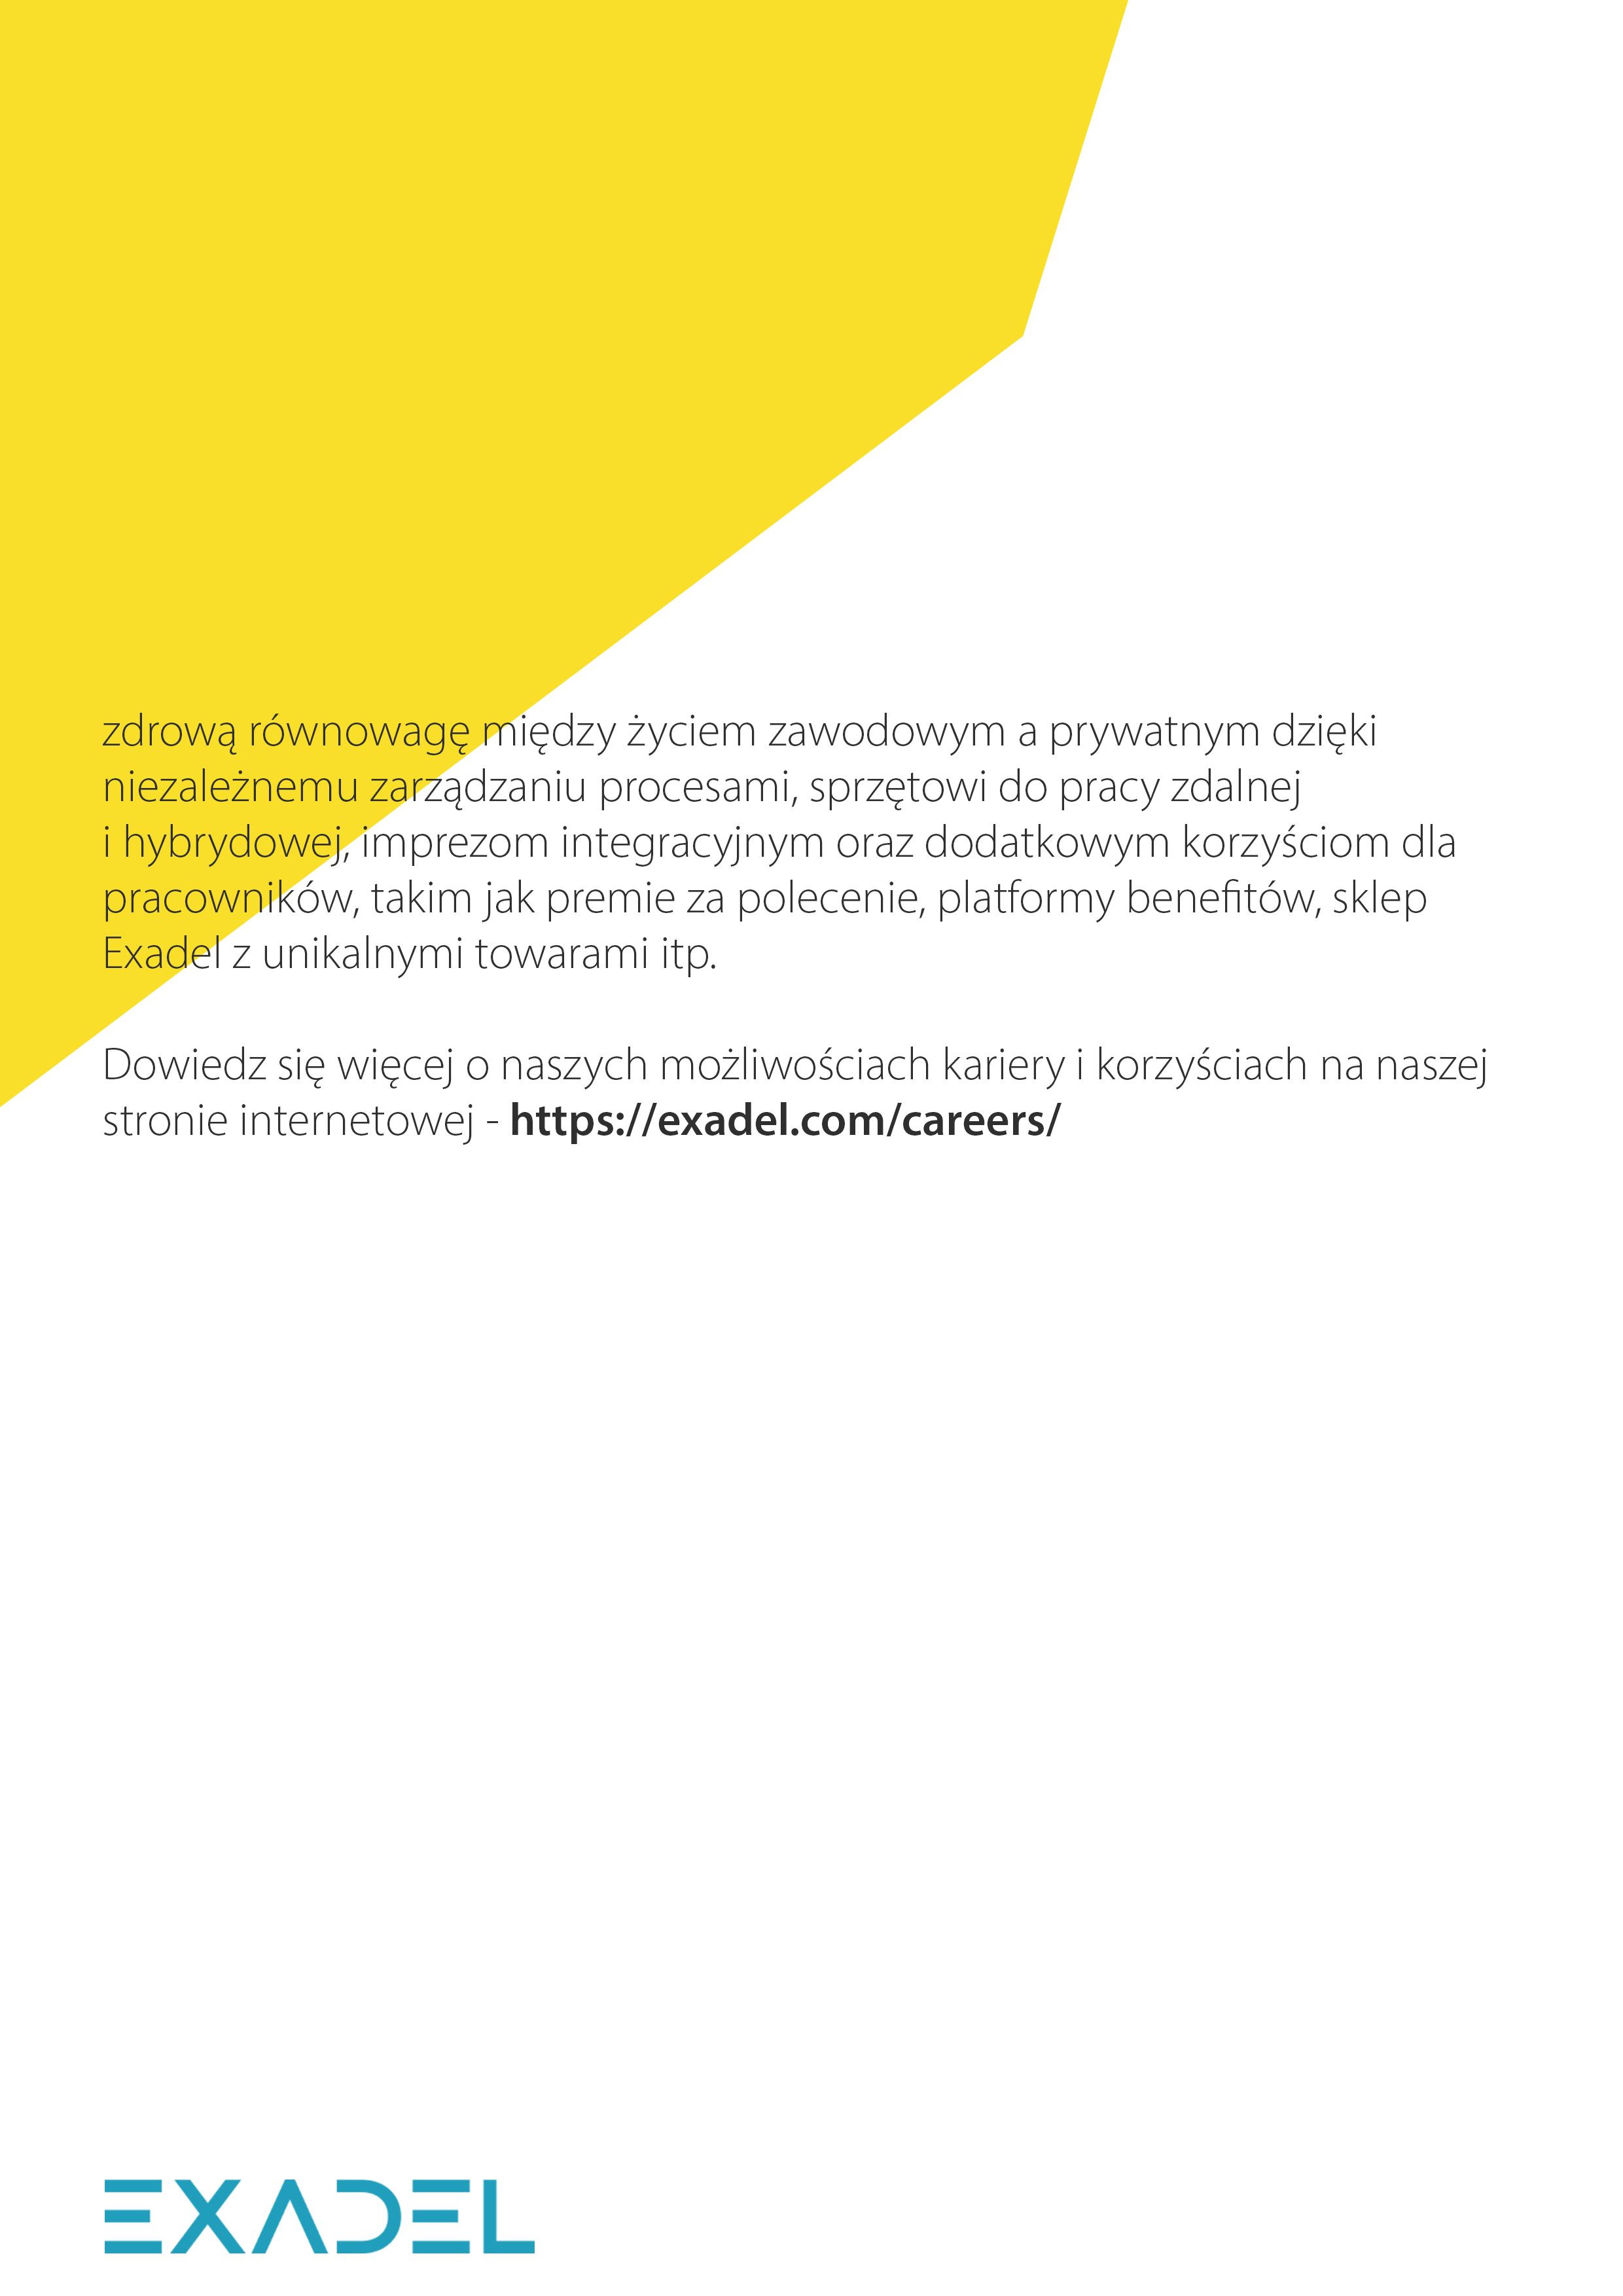 zdrową równowagę między życiem zawodowym a prywatnym dzięki
niezależnemu zarządzaniu procesami, sprzętowi do pracy zdalnej
i hybrydowej, imprezom integracyjnym oraz dodatkowym korzyściom dla
pracowników, takim jak premie za polecenie, platformy benefitów, sklep
Exadel z unikalnymi towarami itp.
Dowiedz się więcej o naszych możliwościach kariery i korzyściach na naszej
stronie internetowej - https://exadel.com/careers/
EXADEL